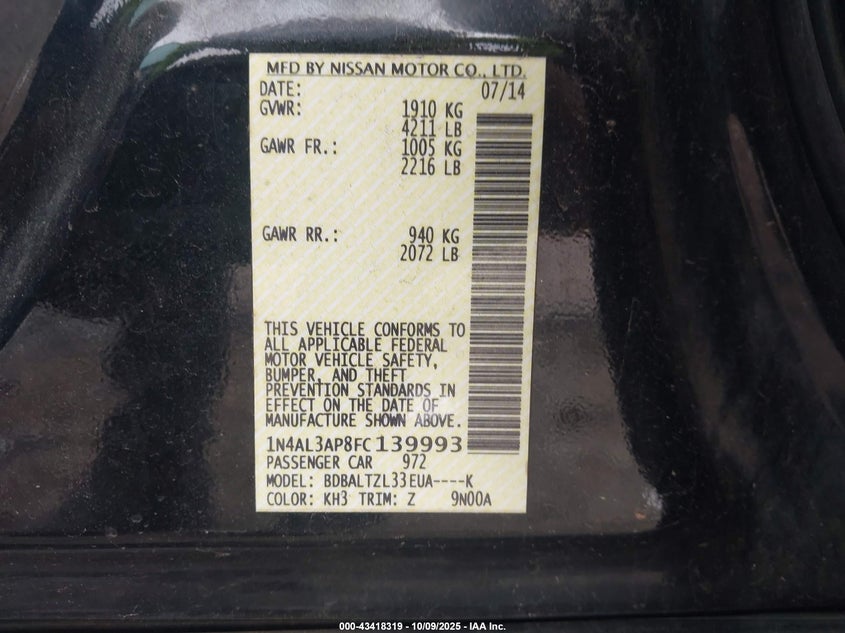 MFD BY NISSAN MOTOR CO., LTD.
DATE: 07/14
GVWR: 1910 KG
4211 LB
GAWR FR.: 1005 KG
2216 LB
GAWR RR.: 940 KG
2072 LB
THIS VEHICLE CONFORMS TO
ALL APPLICABLE FEDERAL
MOTOR VEHICLE SAFETY,
BUMPER, AND THEFT
PREVENTION STANDARDS IN
EFFECT ON THE DATE OF
MANUFACTURE SHOWN ABOVE.
1N4AL3AP8FC139993
PASSENGER CAR 972
MODEL: BDBALTZL33EUA----K
COLOR: KH3 TRIM: Z 9N00A
000-43418319 - 10/09/2025 - IAA Inc.